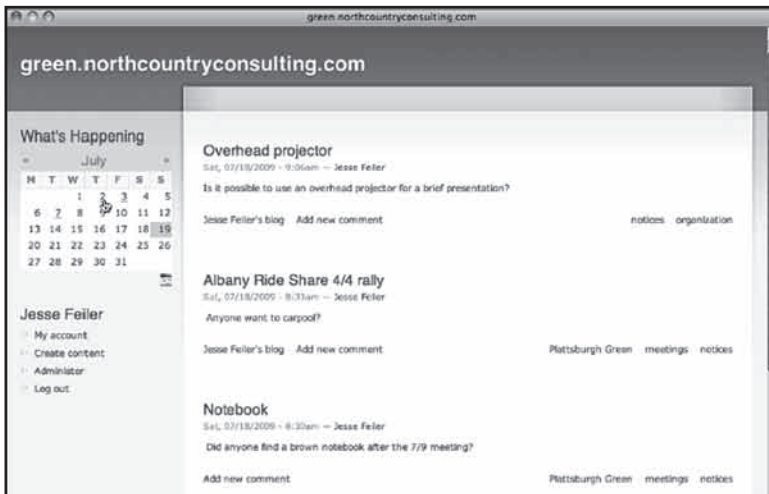 green.northcountryconsulting.com
green.northcountryconsulting.com
What's Happening
« July »
M T W T F S S
1 2 3 4 5
6 7 8 9 10 11 12
13 14 15 16 17 18 19
20 21 22 23 24 25 26
27 28 29 30 31
Jesse Feiler
My account
Create content
Administer
Log out
Overhead projector
Sat, 07/18/2009 - 9:06am — Jesse Feiler
Is it possible to use an overhead projector for a brief presentation?
Jesse Feiler's blog Add new comment notices organization
Albany Ride Share 4/4 rally
Sat, 07/18/2009 - 8:33am — Jesse Feiler
Anyone want to carpool?
Jesse Feiler's blog Add new comment Plattsburgh Green meetings notices
Notebook
Sat, 07/18/2009 - 8:30am — Jesse Feiler
Did anyone find a brown notebook after the 7/9 meeting?
Add new comment Plattsburgh Green meetings notices